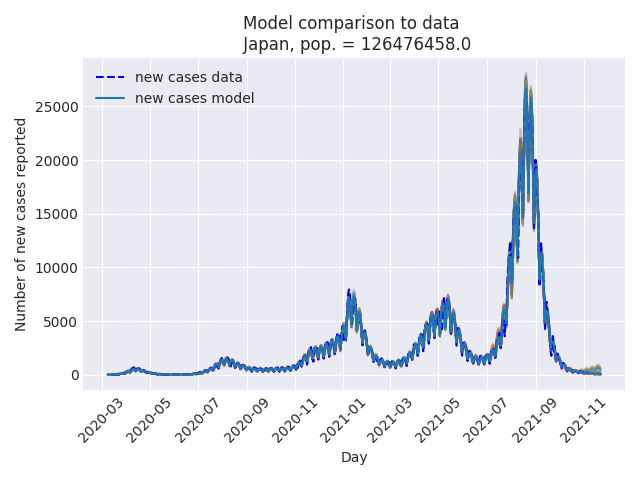 Model comparison to data
Japan, pop. = 126476458.0
new cases data
new cases model
Number of new cases reported
25000
20000
15000
10000
5000
0
2020-03
2020-05
2020-07
2020-09
2020-11
2021-01
2021-03
2021-05
2021-07
2021-09
2021-11
Day